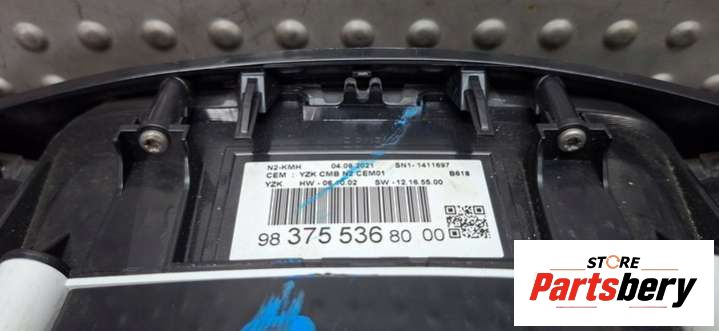 N2-KMH 04.08.2021 SN1- 1411697
CEM : YZK CMB N2 CEM01 B618
YZK HW - 06.10.02 SW - 12.16.55.00
98 375 536 80 00
STORE
Partsbery